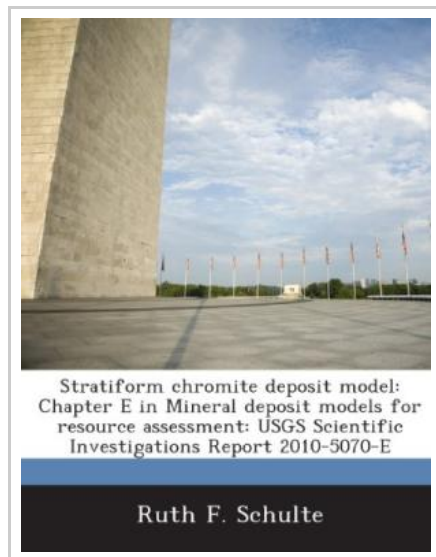 Stratiform chromite deposit model:
Chapter E in Mineral deposit models for
resource assessment: USGS Scientific
Investigations Report 2010-5070-E
Ruth F. Schulte